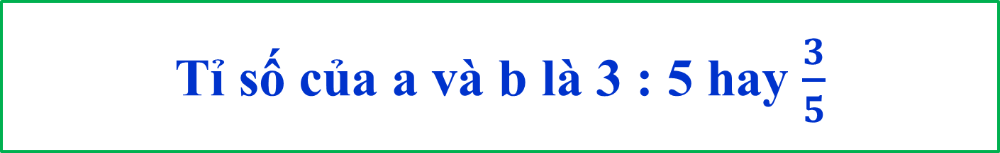 Tỉ số của a và b là 3 : 5 hay 3/5